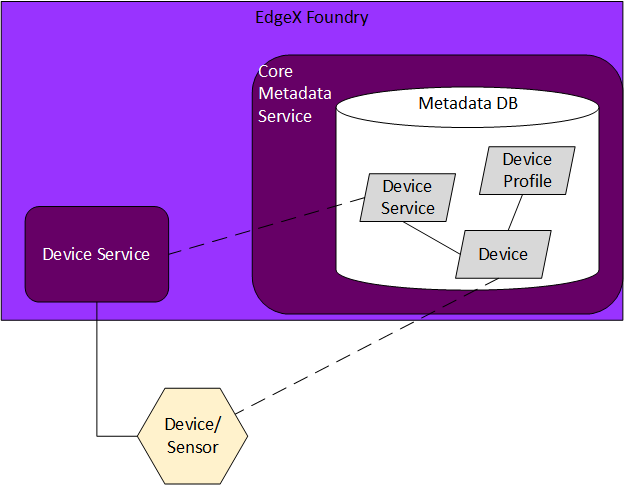 EdgeX Foundry
Core
Metadata
Service
Metadata DB
Device
Profile
Device
Service
Device
Device Service
Device/
Sensor